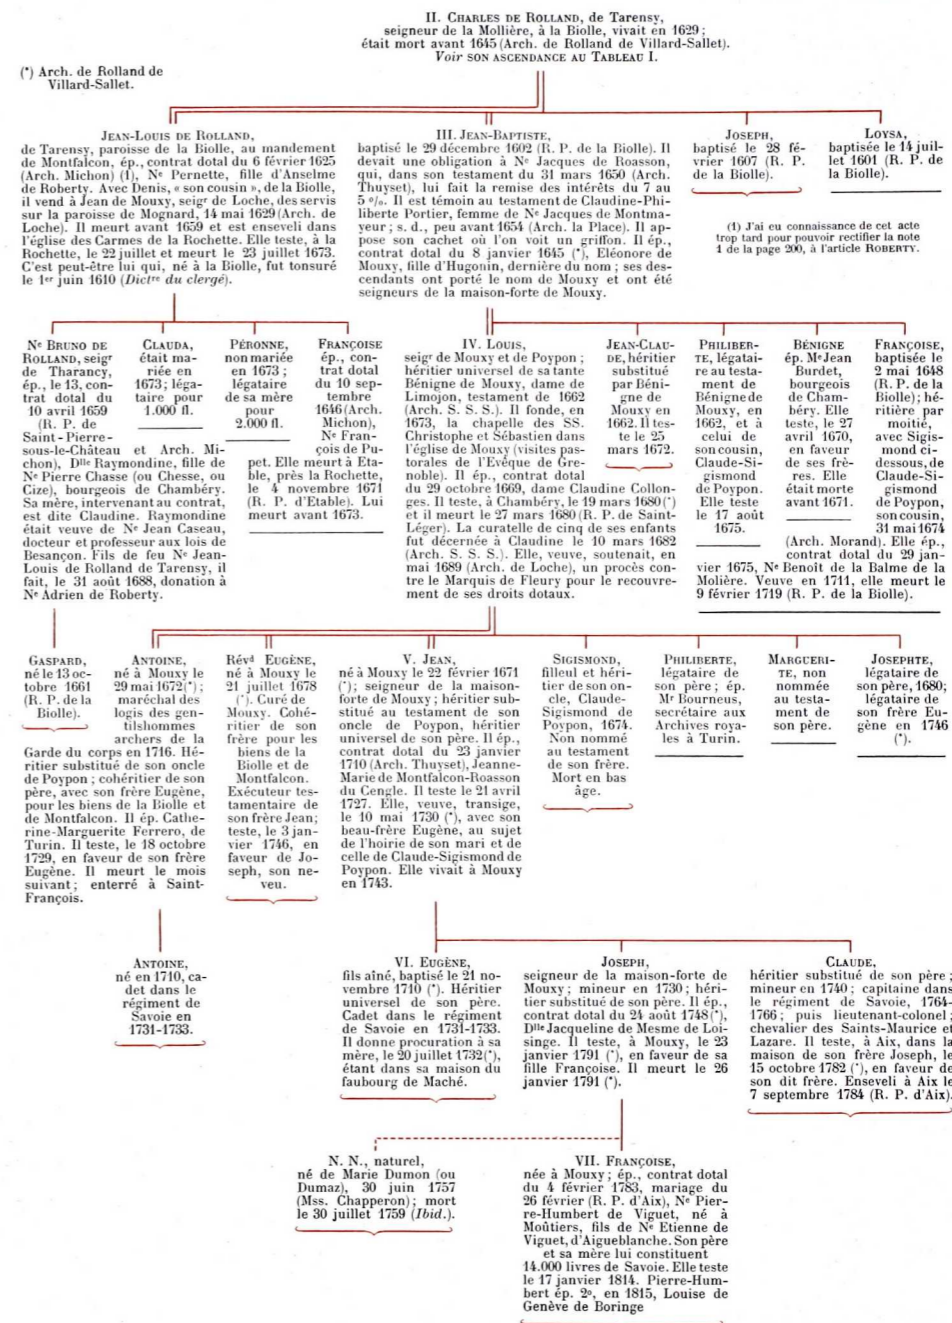 II. CHARLES DE ROLLAND, de Tarensy,
seigneur de la Mollière, à la Biolle, vivait en 1629 ;
était mort avant 1645 (Arch. de Rolland de Villard-Sallet).
Voir SON ASCENDANCE AU TABLEAU I.
(*) Arch. de Rolland de
Villard-Sallet.
JEAN-LOUIS DE ROLLAND,
de Tarensy, paroisse de la Biolle, au mandement
de Montfalcon, ép., contrat dotal du 6 février 1625
(Arch. Michon) (1), Ne Pernette, fille d'Anselme
de Roberty. Avec Denis, « son cousin », de la Biolle,
il vend à Jean de Mouxy, seigr de Loche, des servis
sur la paroisse de Mognard, 14 mai 1629 (Arch. de
Loche). Il meurt avant 1659 et est enseveli dans
l'église des Carmes de la Rochette. Elle teste, à la
Rochette, le 22 juillet et meurt le 23 juillet 1673.
C'est peut-être lui qui, né à la Biolle, fut tonsuré
le 1er juin 1610 (Dictre du clergé).
III. JEAN-BAPTISTE,
baptisé le 29 décembre 1602 (R. P. de la Biolle). Il
devait une obligation à Ne Jacques de Roasson,
qui, dans son testament du 31 mars 1650 (Arch.
Thuyset), lui fait la remise des intérêts du 7 au
5 %. Il est témoin au testament de Claudine-Phi-
liberte Portier, femme de Ne Jacques de Montma-
yeur ; s. d., peu avant 1654 (Arch. la Place). Il ap-
pose son cachet où l'on voit un griffon. Il ép.,
contrat dotal du 8 janvier 1645 (*), Eléonore de
Mouxy, fille d'Hugonin, dernière du nom ; ses des-
cendants ont porté le nom de Mouxy et ont été
seigneurs de la maison-forte de Mouxy.
JOSEPH,
baptisé le 28 fé-
vrier 1607 (R. P.
de la Biolle).
LOYSA,
baptisée le 14 juil-
let 1601 (R. P. de
la Biolle).
(1) J'ai eu connaissance de cet acte
trop tard pour pouvoir rectifier la note
1 de la page 200, à l'article ROBERTY.
Ne BRUNO DE
ROLLAND, seigr
de Tharancy,
ép., le 13, con-
trat dotal du
10 avril 1659
(R. P. de
Saint-Pierre-
sous-le-Château et Arch. Mi-
chon), Dlle Raymondine, fille de
Ne Pierre Chasse (ou Chesse, ou
Gize), bourgeois de Chambéry.
Sa mère, intervenant au contrat,
est dite Claudine. Raymondine
était veuve de Ne Jean Caseau,
docteur et professeur aux lois de
Besançon. Fils de feu Ne Jean-
Louis de Rolland de Tarensy, il
fait, le 31 août 1688, donation à
Ne Adrien de Roberty.
CLAUDA,
était ma-
riée en
1673 ; léga-
taire pour
1.000 fl.
PÉRONNE,
non mariée
en 1673 ;
légataire
de sa mère
pour
2.000 fl.
FRANÇOISE
ép., con-
trat dotal
du 10 sep-
tembre
1646 (Arch.
Michon),
Ne Fran-
çois de Pu-
pet. Elle meurt à Eta-
ble, près la Rochette,
le 4 novembre 1671
(R. P. d'Etable). Lui
meurt avant 1673.
IV. LOUIS,
seigr de Mouxy et de Poypon ;
héritier universel de sa tante
Bénigne de Mouxy, dame de
Limojon, testament de 1662
(Arch. S. S. S.). Il fonde, en
1673, la chapelle des SS.
Christophe et Sébastien dans
l'église de Mouxy (visites pas-
torales de l'Evêque de Gre-
noble). Il ép., contrat dotal
du 29 octobre 1669, dame Claudine Collon-
ges. Il teste, à Chambéry, le 19 mars 1680 (*)
et il meurt le 27 mars 1680 (R. P. de Saint-
Léger). La curatelle de cinq de ses enfants
fut décernée à Claudine le 10 mars 1682
(Arch. S. S. S.). Elle, veuve, soutenait, en
mai 1689 (Arch. de Loche), un procès con-
tre le Marquis de Fleury pour le recouvre-
ment de ses droits dotaux.
JEAN-CLAU-
DE, héritier
substitué
par Béni-
gne de
Mouxy en
1662. Il tes-
te le 25
mars 1672.
PHILIBER-
TE, légatai-
re au testa-
ment de
Bénigne de
Mouxy, en
1662, et à
celui de
son cousin,
Claude-Si-
gismond
de Poypon.
Elle teste
le 17 août
1675.
BÉNIGNE
ép. Me Jean
Burdet,
bourgeois
de Cham-
béry. Elle
teste, le 27
avril 1670,
en faveur
de ses frè-
res. Elle
était morte
avant 1671.
FRANÇOISE,
baptisée le
2 mai 1648
(R. P. de la
Biolle) ; hé-
ritière par
moitié,
avec Sigis-
mond ci-
dessous, de
Claude-Si-
gismond
de Poypon,
son cousin,
31 mai 1674
(Arch. Morand). Elle ép.,
contrat dotal du 29 jan-
vier 1675, Ne Benoît de la Balme de la
Molière. Veuve en 1711, elle meurt le
9 février 1719 (R. P. de la Biolle).
GASPARD,
né le 13 oc-
tobre 1661
(R. P. de la
Biolle).
ANTOINE,
né à Mouxy le
29 mai 1672 (*) ;
maréchal des
logis des gen-
tilshommes
archers de la
Garde du corps en 1716. Hé-
ritier substitué de son oncle
de Poypon ; cohéritier de son
père, avec son frère Eugène,
pour les biens de la Biolle et
de Montfalcon. Il ép. Cathe-
rine-Marguerite Ferrero, de
Turin. Il teste, le 18 octobre
1729, en faveur de son frère
Eugène. Il meurt le mois
suivant ; enterré à Saint-
François.
Révd EUGÈNE,
né à Mouxy le
21 juillet 1678
(*). Curé de
Mouxy. Cohé-
ritier de son
frère pour les
biens de la
Biolle et de
Montfalcon.
Exécuteur tes-
tamentaire de
son frère Jean ;
teste, le 3 jan-
vier 1746, en
faveur de Jo-
seph, son ne-
veu.
V. JEAN,
né à Mouxy le 22 février 1671
(*) ; seigneur de la maison-
forte de Mouxy ; héritier sub-
stitué au testament de son
oncle de Poypon, héritier
universel de son père. Il ép.,
contrat dotal du 23 janvier
1710 (Arch. Thuyset), Jeanne-
Marie de Montfalcon-Roasson
du Cengle. Il teste le 21 avril
1727. Elle, veuve, transige,
le 10 mai 1730 (*), avec son
beau-frère Eugène, au sujet
de l'hoirie de son mari et de
celle de Claude-Sigismond de
Poypon. Elle vivait à Mouxy
en 1743.
SIGISMOND,
filleul et héri-
tier de son on-
cle, Claude-
Sigismond de
Poypon, 1674.
Non nommé
au testament
de son frère.
Mort en bas
âge.
PHILIBERTE,
légataire de
son père ; ép.
Mr Bourneus,
secrétaire aux
Archives roya-
les à Turin.
MARGUERI-
TE, non
nommée
au testa-
ment de
son père.
JOSEPHTE,
légataire de
son père, 1680 ;
légataire de
son frère Eu-
gène en 1746
(*).
ANTOINE,
né en 1710, ca-
det dans le
régiment de
Savoie en
1731-1733.
VI. EUGÈNE,
fils aîné, baptisé le 21 no-
vembre 1710 (*). Héritier
universel de son père.
Cadet dans le régiment
de Savoie en 1731-1733.
Il donne procuration à sa
mère, le 20 juillet 1732 (*),
étant dans sa maison du
faubourg de Maché.
JOSEPH,
seigneur de la maison-forte de
Mouxy ; mineur en 1730 ; héri-
tier substitué de son père. Il ép.,
contrat dotal du 24 août 1748 (*),
Dlle Jacqueline de Mesme de Loi-
singe. Il teste, à Mouxy, le 23
janvier 1791 (*), en faveur de sa
fille Françoise. Il meurt le 26
janvier 1791 (*).
CLAUDE,
héritier substitué de son père ;
mineur en 1740 ; capitaine dans
le régiment de Savoie, 1764-
1766 ; puis lieutenant-colonel ;
chevalier des Saints-Maurice et
Lazare. Il teste, à Aix, dans la
maison de son frère Joseph, le
15 octobre 1782 (*), en faveur de
son dit frère. Enseveli à Aix le
7 septembre 1784 (R. P. d'Aix).
N. N., naturel,
né de Marie Dumon (ou
Dumaz), 30 juin 1757
(Mss. Chapperon) ; mort
le 30 juillet 1759 (Ibid.).
VII. FRANÇOISE,
née à Mouxy ; ép., contrat dotal
du 4 février 1783, mariage du
26 février (R. P. d'Aix), Ne Pier-
re-Humbert de Viguet, né à
Moûtiers, fils de Ne Etienne de
Viguet, d'Aigueblanche. Son père
et sa mère lui constituent
14.000 livres de Savoie. Elle teste
le 17 janvier 1814. Pierre-Hum-
bert ép. 2°, en 1815, Louise de
Genève de Boringe